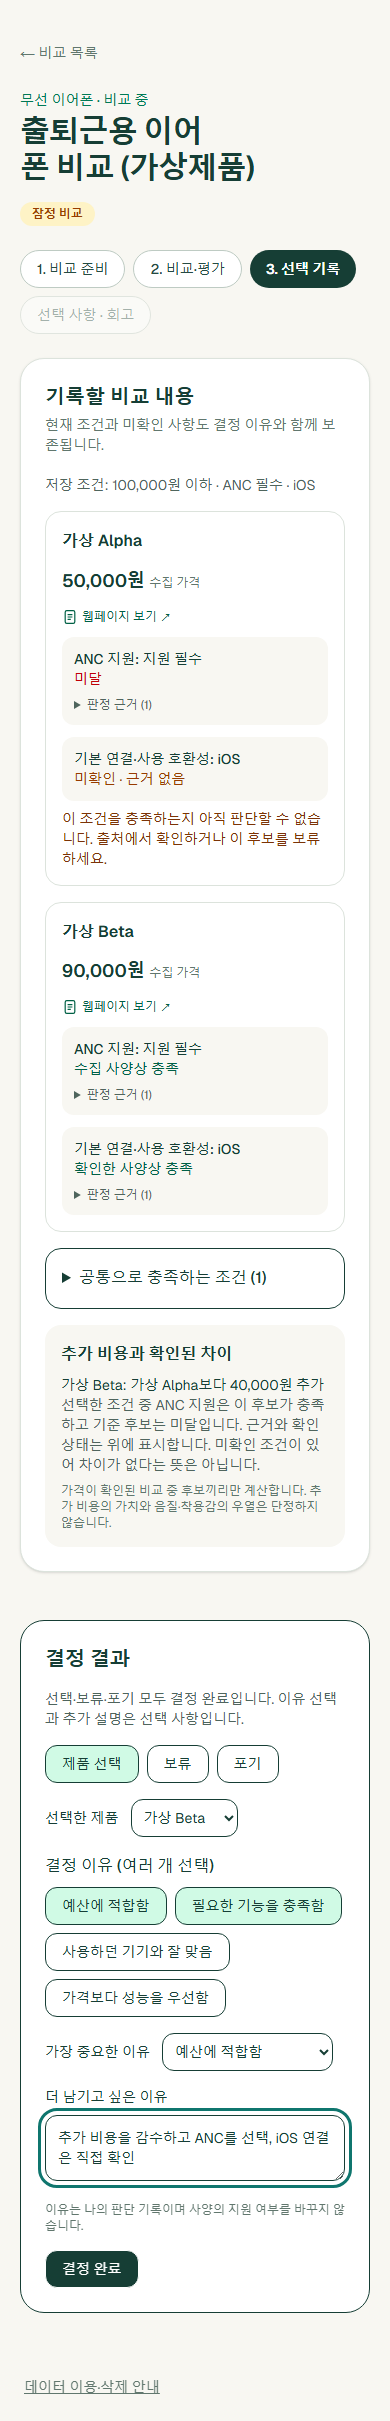 ← 비교 목록
무선 이어폰 · 비교 중
출퇴근용 이어
폰 비교 (가상제품)
잠정 비교
1. 비교 준비
2. 비교·평가
3. 선택 기록
선택 사항 · 회고
기록할 비교 내용
현재 조건과 미확인 사항도 결정 이유와 함께 보
존됩니다.
저장 조건: 100,000원 이하 · ANC 필수 · iOS
가상 Alpha
50,000원 수집 가격
웹페이지 보기 ↗
ANC 지원: 지원 필수
미달
▶ 판정 근거 (1)
기본 연결·사용 호환성: iOS
미확인 · 근거 없음
이 조건을 충족하는지 아직 판단할 수 없습
니다. 출처에서 확인하거나 이 후보를 보류
하세요.
가상 Beta
90,000원 수집 가격
웹페이지 보기 ↗
ANC 지원: 지원 필수
수집 사양상 충족
▶ 판정 근거 (1)
기본 연결·사용 호환성: iOS
확인한 사양상 충족
▶ 판정 근거 (1)
▶ 공통으로 충족하는 조건 (1)
추가 비용과 확인된 차이
가상 Beta: 가상 Alpha보다 40,000원 추가
선택한 조건 중 ANC 지원은 이 후보가 충족
하고 기준 후보는 미달입니다. 근거와 확인
상태는 위에 표시합니다. 미확인 조건이 있
어 차이가 없다는 뜻은 아닙니다.
가격이 확인된 비교 중 후보끼리만 계산합니다. 추
가 비용의 가치와 음질·착용감의 우열은 단정하지
않습니다.
결정 결과
선택·보류·포기 모두 결정 완료입니다. 이유 선택
과 추가 설명은 선택 사항입니다.
제품 선택
보류
포기
선택한 제품
가상 Beta
결정 이유 (여러 개 선택)
예산에 적합함
필요한 기능을 충족함
사용하던 기기와 잘 맞음
가격보다 성능을 우선함
가장 중요한 이유
예산에 적합함
더 남기고 싶은 이유
추가 비용을 감수하고 ANC를 선택, iOS 연결
은 직접 확인
이유는 나의 판단 기록이며 사양의 지원 여부를 바꾸지 않
습니다.
결정 완료
데이터 이용·삭제 안내